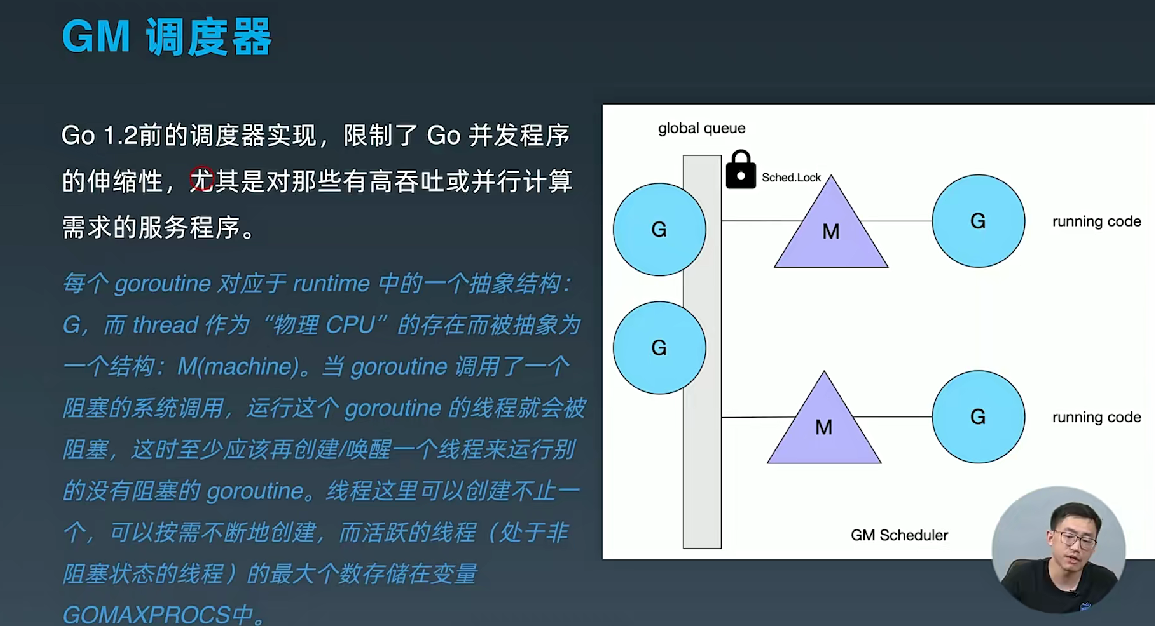 GM 调度器
Go 1.2前的调度器实现，限制了 Go 并发程序
的伸缩性，尤其是对那些有高吞吐或并行计算
需求的服务程序。
每个 goroutine 对应于 runtime 中的一个抽象结构：
G，而 thread 作为“物理 CPU”的存在而被抽象为
一个结构：M(machine)。当 goroutine 调用了一个
阻塞的系统调用，运行这个 goroutine 的线程就会被
阻塞，这时至少应该再创建/唤醒一个线程来运行别
的没有阻塞的 goroutine。线程这里可以创建不止一
个，可以按需不断地创建，而活跃的线程（处于非
阻塞状态的线程）的最大个数存储在变量
GOMAXPROCS中。
global queue
Sched.Lock
G
M
G
running code
G
M
G
running code
GM Scheduler